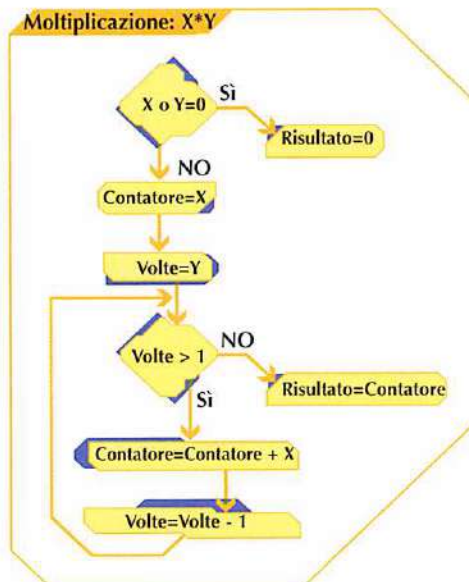 Moltiplicazione: X*Y
X o Y=0
Sì
Risultato=0
NO
Contatore=X
Volte=Y
Volte > 1
NO
Risultato=Contatore
Sì
Contatore=Contatore + X
Volte=Volte - 1